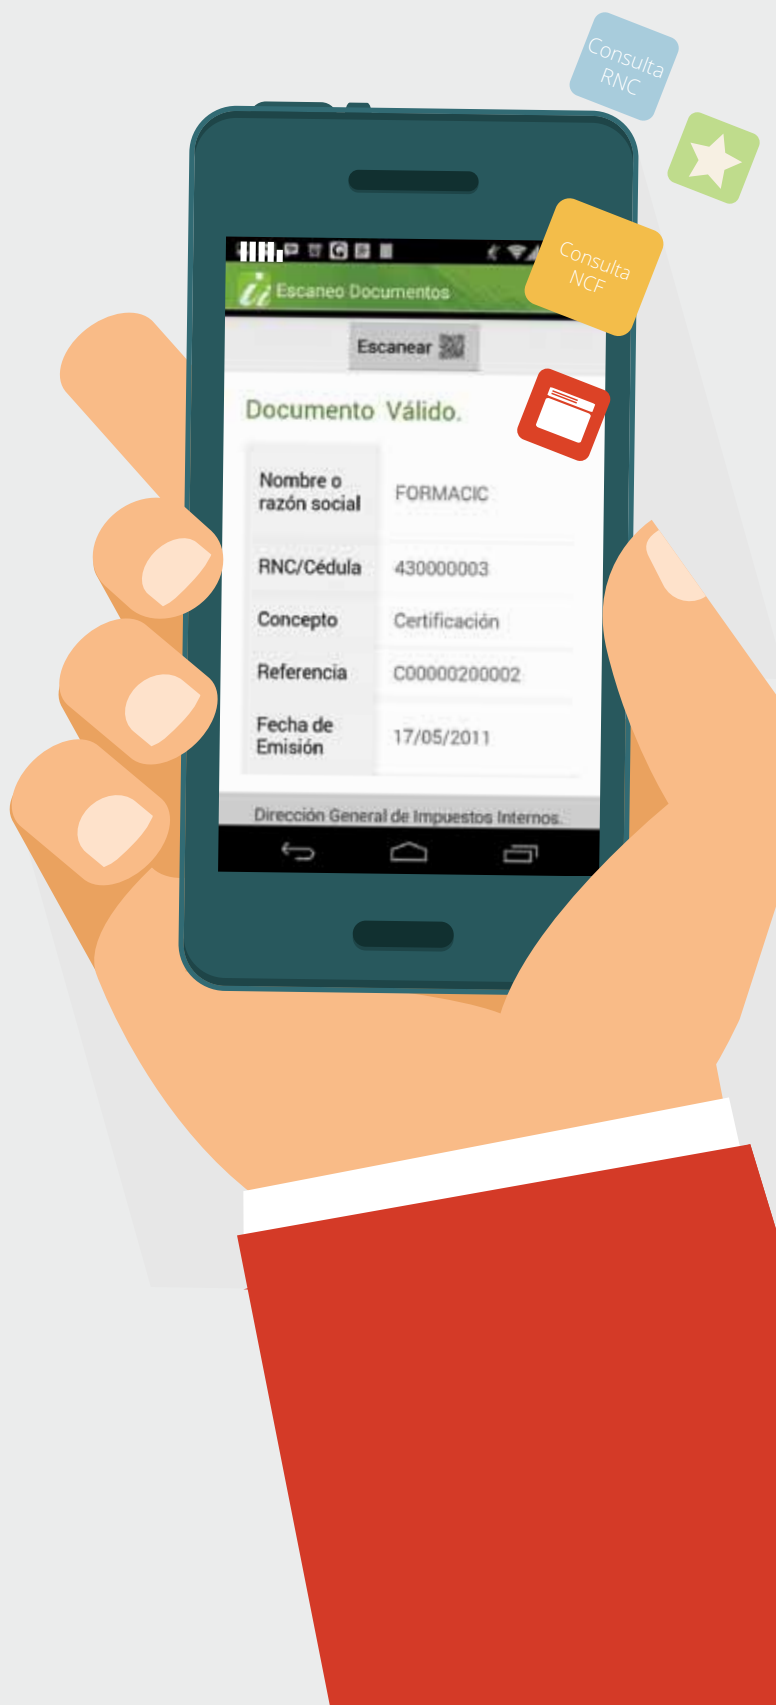 Consulta
RNC
Consulta
NCF
Escaneo Documentos
Escanear
Documento Válido.
Nombre o
razón social
FORMACIC
RNC/Cédula
430000003
Concepto
Certificación
Referencia
C00000200002
Fecha de
Emisión
17/05/2011
Dirección General de Impuestos Internos.